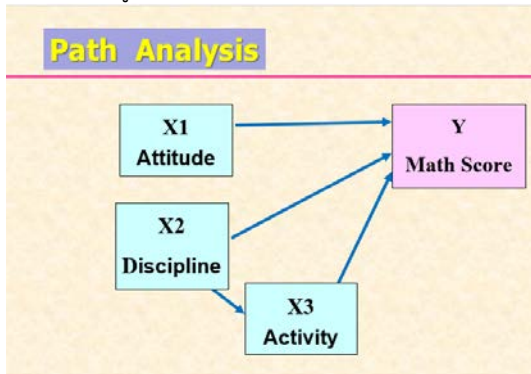 Path Analysis
X1
Attitude
Y
Math Score
X2
Discipline
X3
Activity